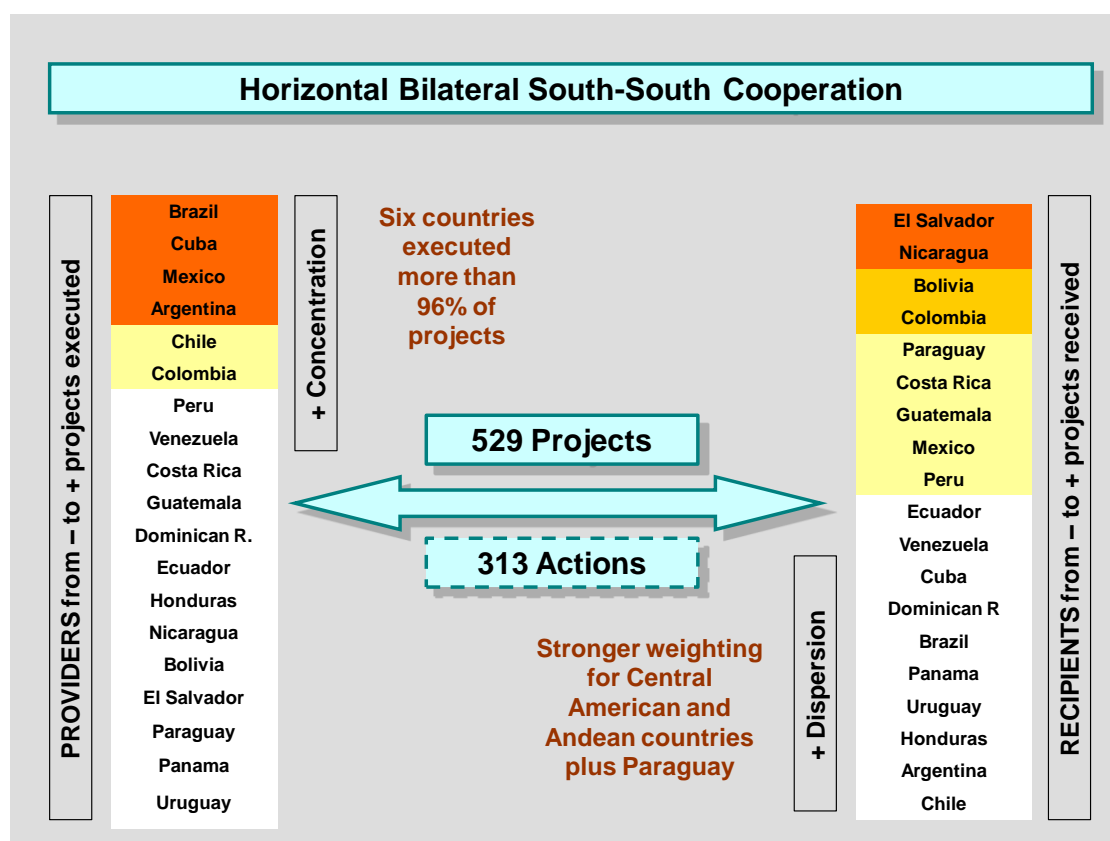 Horizontal Bilateral South-South Cooperation
PROVIDERS from – to + projects executed
Brazil
Cuba
Mexico
Argentina
Chile
Colombia
Peru
Venezuela
Costa Rica
Guatemala
Dominican R.
Ecuador
Honduras
Nicaragua
Bolivia
El Salvador
Paraguay
Panama
Uruguay
+ Concentration
Six countries
executed
more than
96% of
projects
529 Projects
313 Actions
Stronger weighting
for Central
American and
Andean countries
plus Paraguay
+ Dispersion
El Salvador
Nicaragua
Bolivia
Colombia
Paraguay
Costa Rica
Guatemala
Mexico
Peru
Ecuador
Venezuela
Cuba
Dominican R
Brazil
Panama
Uruguay
Honduras
Argentina
Chile
RECIPIENTS from – to + projects received